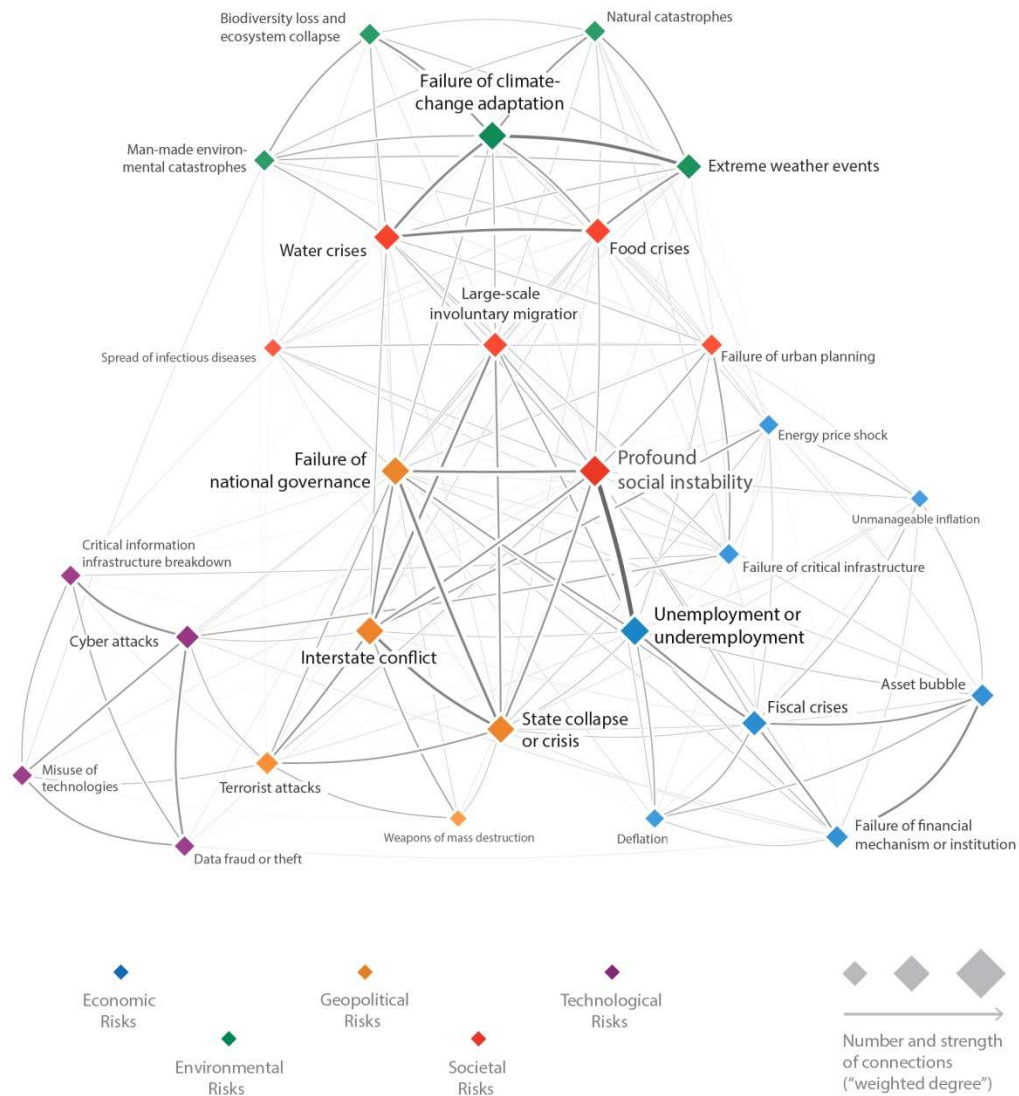 Biodiversity loss and
ecosystem collapse
Natural catastrophes
Failure of climate-
change adaptation
Man-made environ-
mental catastrophes
Extreme weather events
Water crises
Food crises
Large-scale
involuntary migratior
Spread of infectious diseases
Failure of urban planning
Energy price shock
Failure of
national governance
Profound
social instability
Unmanageable inflation
Critical information
infrastructure breakdown
Failure of critical infrastructure
Cyber attacks
Interstate conflict
Unemployment or
underemployment
Asset bubble
Fiscal crises
State collapse
or crisis
Misuse of
technologies
Terrorist attacks
Weapons of mass destruction
Deflation
Failure of financial
mechanism or institution
Data fraud or theft
Economic
Risks
Geopolitical
Risks
Technological
Risks
Environmental
Risks
Societal
Risks
Number and strength
of connections
(“weighted degree”)